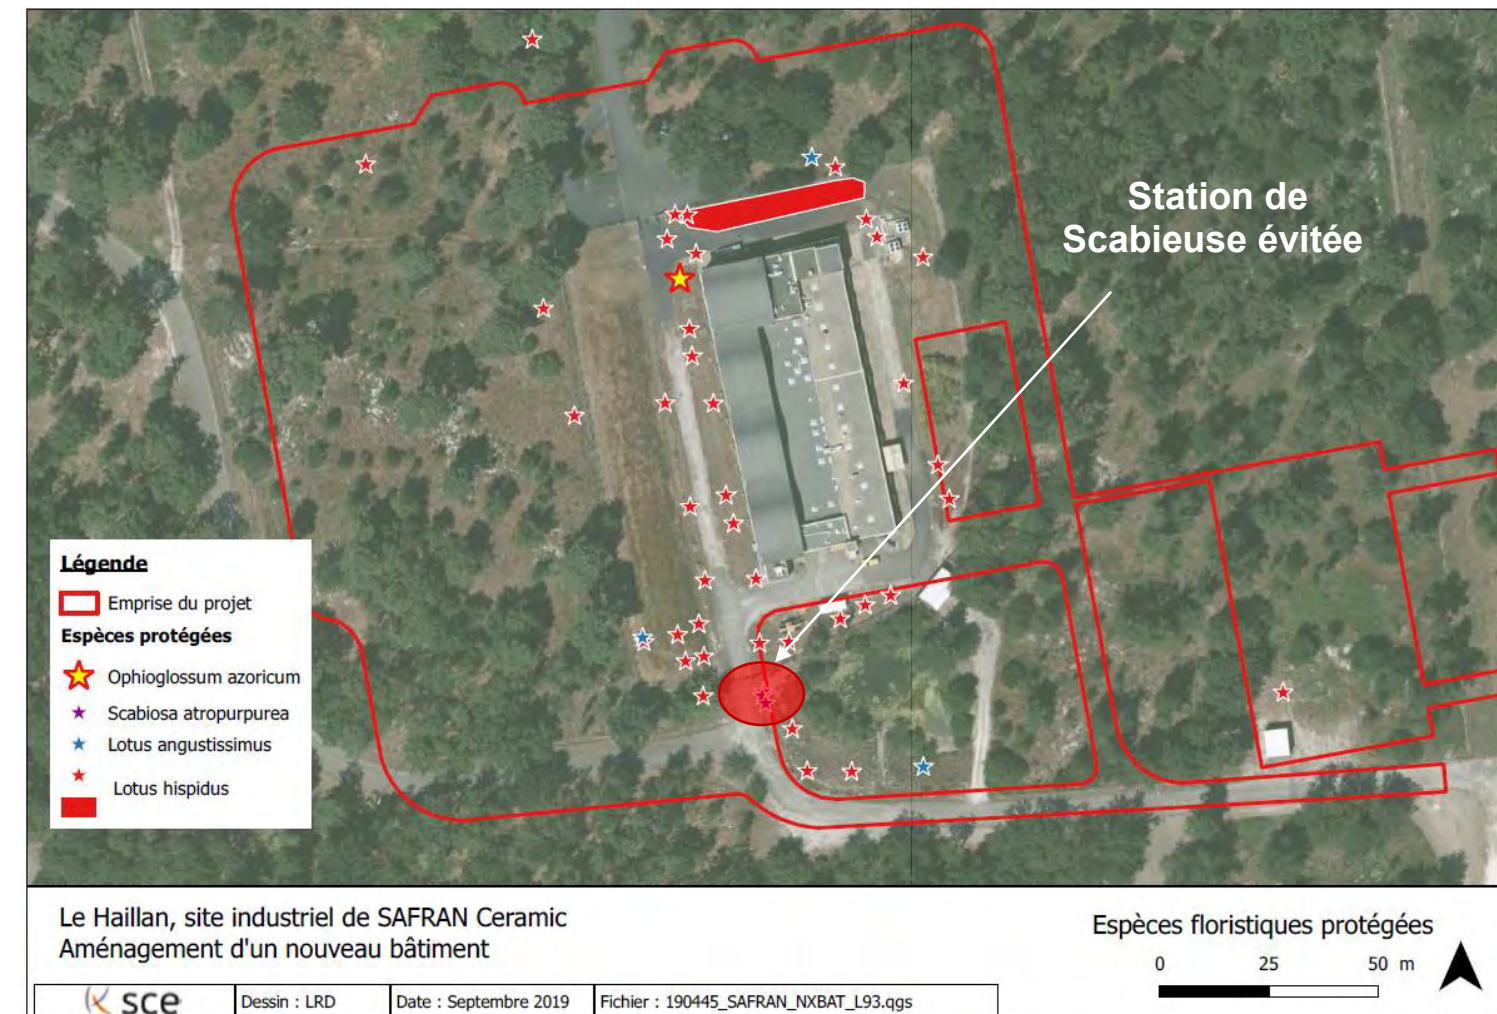 Station de
Scabieuse évitée
Légende
Emprise du projet
Espèces protégées
Ophioglossum azoricum
Scabiosa atropurpurea
Lotus angustissimus
Lotus hispidus
Le Haillan, site industriel de SAFRAN Ceramic
Aménagement d'un nouveau bâtiment
Espèces floristiques protégées
0 25 50 m
sce
Dessin : LRD
Date : Septembre 2019
Fichier : 190445_SAFRAN_NXBAT_L93.qgs